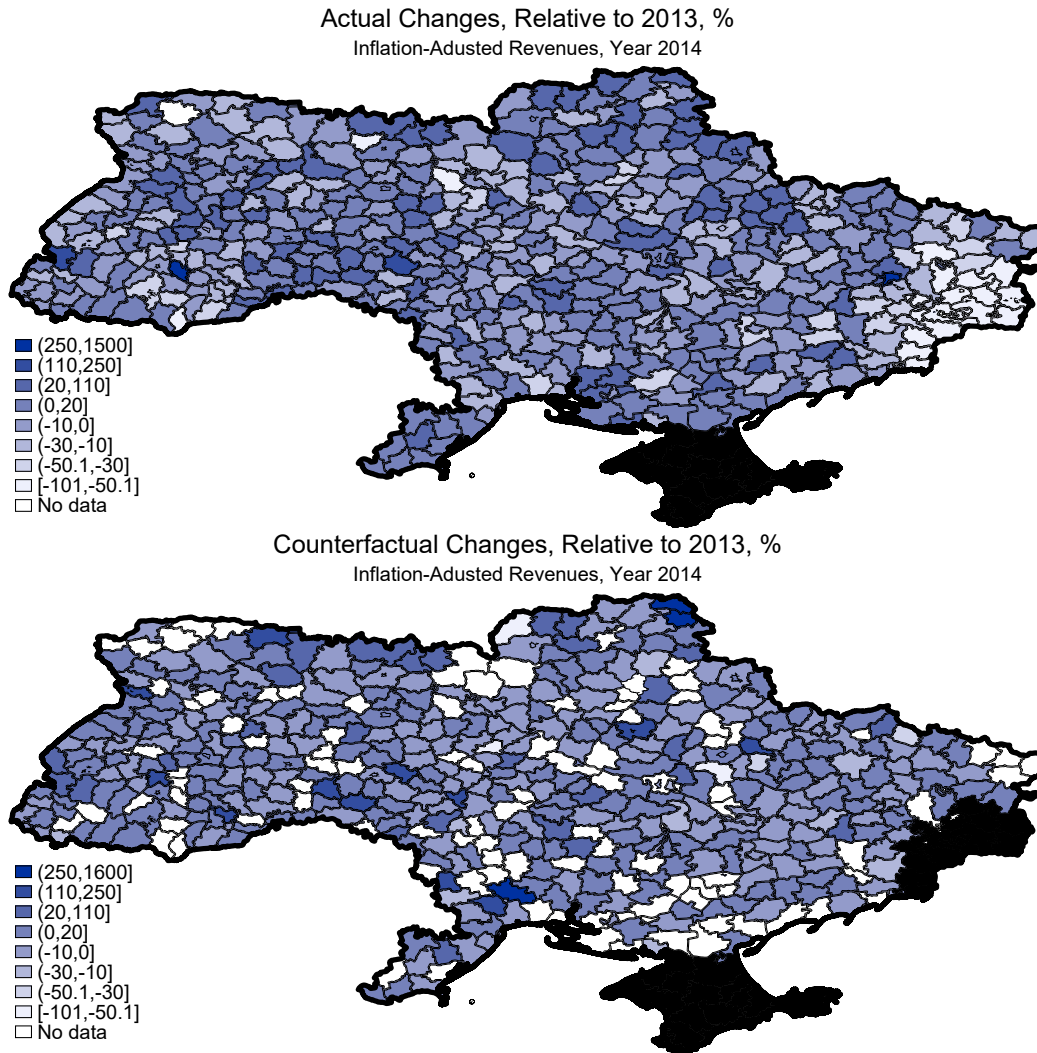 Actual Changes, Relative to 2013, %
Inflation-Adusted Revenues, Year 2014
(250,1500]
(110,250]
(20,110]
(0,20]
(-10,0]
(-30,-10]
(-50.1,-30]
[-101,-50.1]
No data
Counterfactual Changes, Relative to 2013, %
Inflation-Adusted Revenues, Year 2014
(250,1600]
(110,250]
(20,110]
(0,20]
(-10,0]
(-30,-10]
(-50.1,-30]
[-101,-50.1]
No data